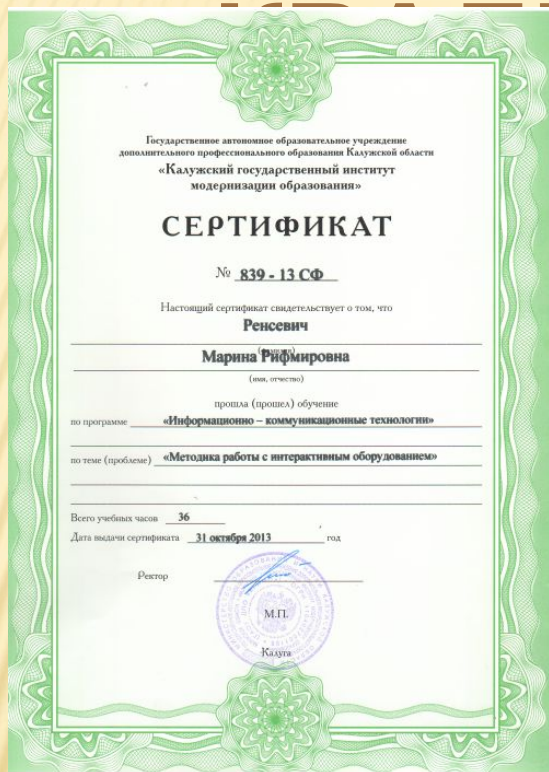 Государственное автономное образовательное учреждение
дополнительного профессионального образования Калужской области
«Калужский государственный институт
модернизации образования»
СЕРТИФИКАТ
№ 839 - 13 СФ
Настоящий сертификат свидетельствует о том, что
Ренсевич
(фамилия)
Марина Рифмировна
(имя, отчество)
прошла (прошел) обучение
по программе «Информационно – коммуникационные технологии»
по теме (проблеме) «Методика работы с интерактивным оборудованием»
Всего учебных часов 36
Дата выдачи сертификата 31 октября 2013 год
Ректор
М.П.
Калуга